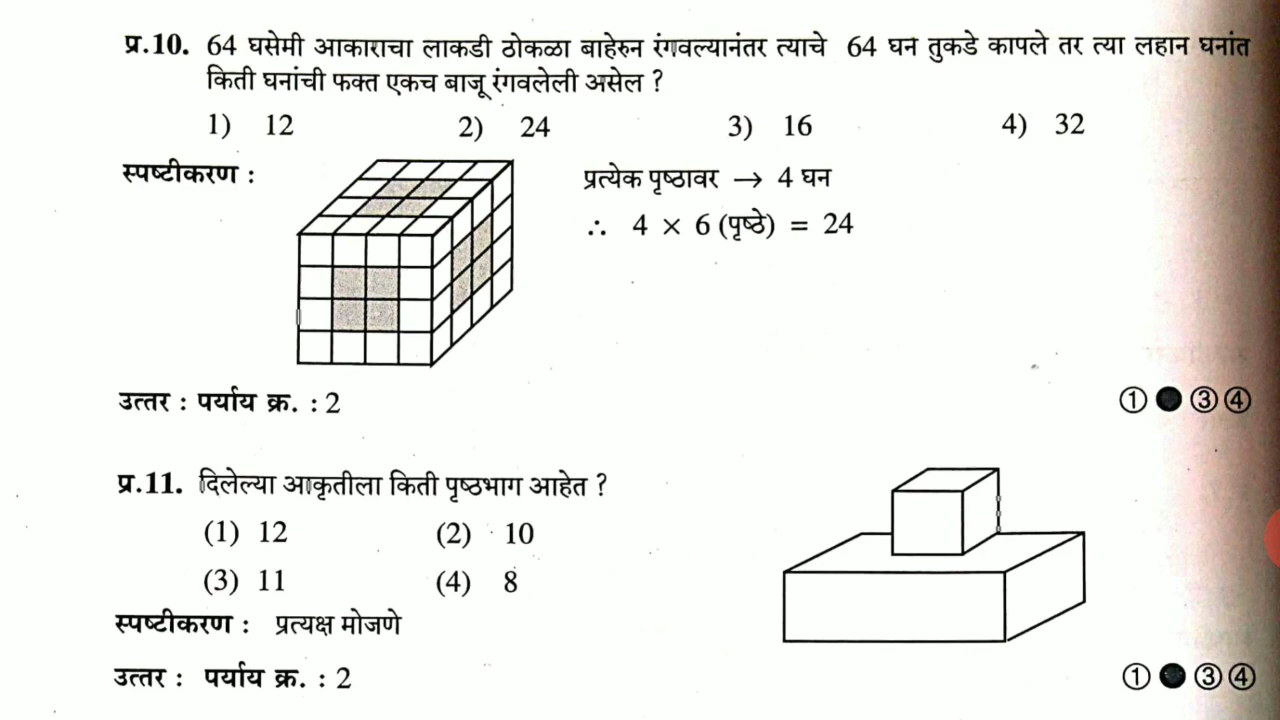 प्र.10. 64 घसेमी आकाराचा लाकडी ठोकळा बाहेरुन रंगवल्यानंतर त्याचे 64 घन तुकडे कापले तर त्या लहान घनांत
किती घनांची फक्त एकच बाजू रंगवलेली असेल ?
1) 12 2) 24 3) 16 4) 32
स्पष्टीकरण :
प्रत्येक पृष्ठावर → 4 घन
∴ 4 × 6 (पृष्ठे) = 24
उत्तर : पर्याय क्र. : 2 ① ● ③ ④
प्र.11. दिलेल्या आकृतीला किती पृष्ठभाग आहेत ?
(1) 12 (2) 10
(3) 11 (4) 8
स्पष्टीकरण : प्रत्यक्ष मोजणे
उत्तर : पर्याय क्र. : 2 ① ● ③ ④